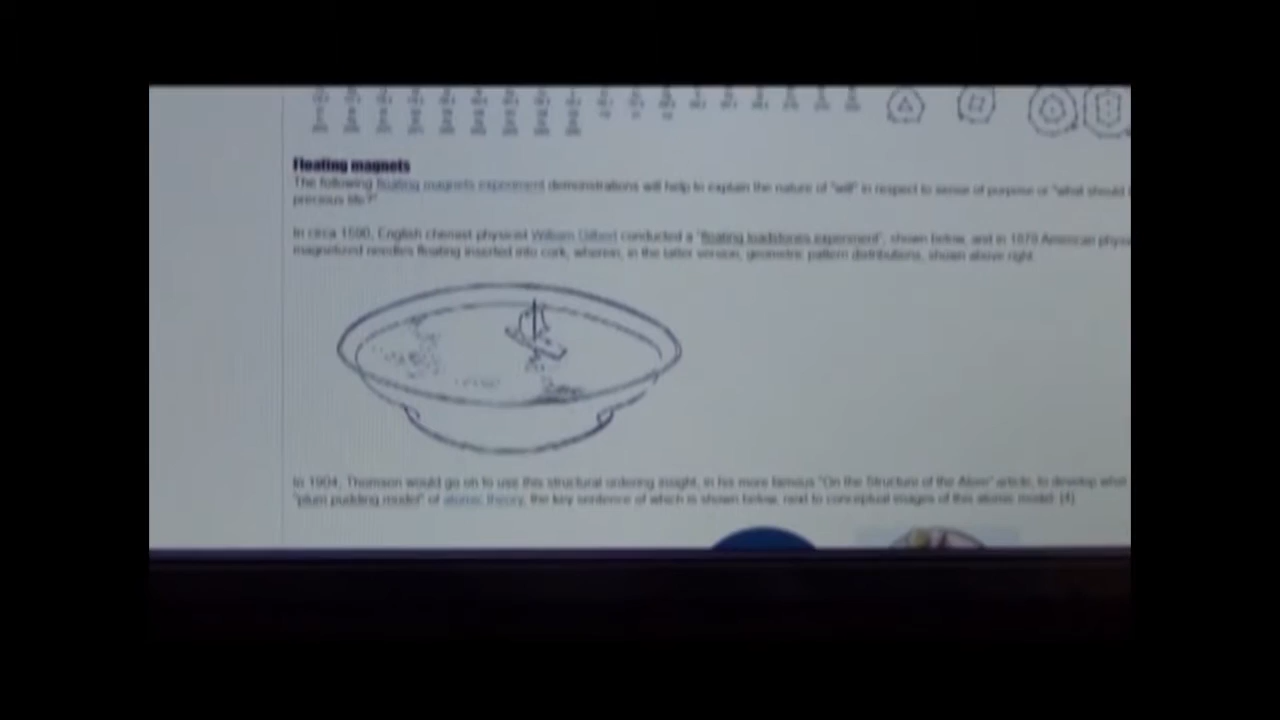 Floating magnets
The following floating magnets experiment demonstrations will help to explain the nature of "will" in respect to sense of purpose or "what should
precious life?"
In circa 1590, English chemist physicist William Gilbert conducted a "floating loadstones experiment", shown below, and in 1878 American
magnetized needles floating inserted into cork, wherein, in the latter version, geometric pattern distributions, shown above right.
In 1904, Thomson would go on to use this structural ordering insight, in his more famous "On the Structure of the Atom" article, to develop what
"plum pudding model" of atomic theory, the key sentence of which is shown below, next to conceptual images of this atomic model: [4]